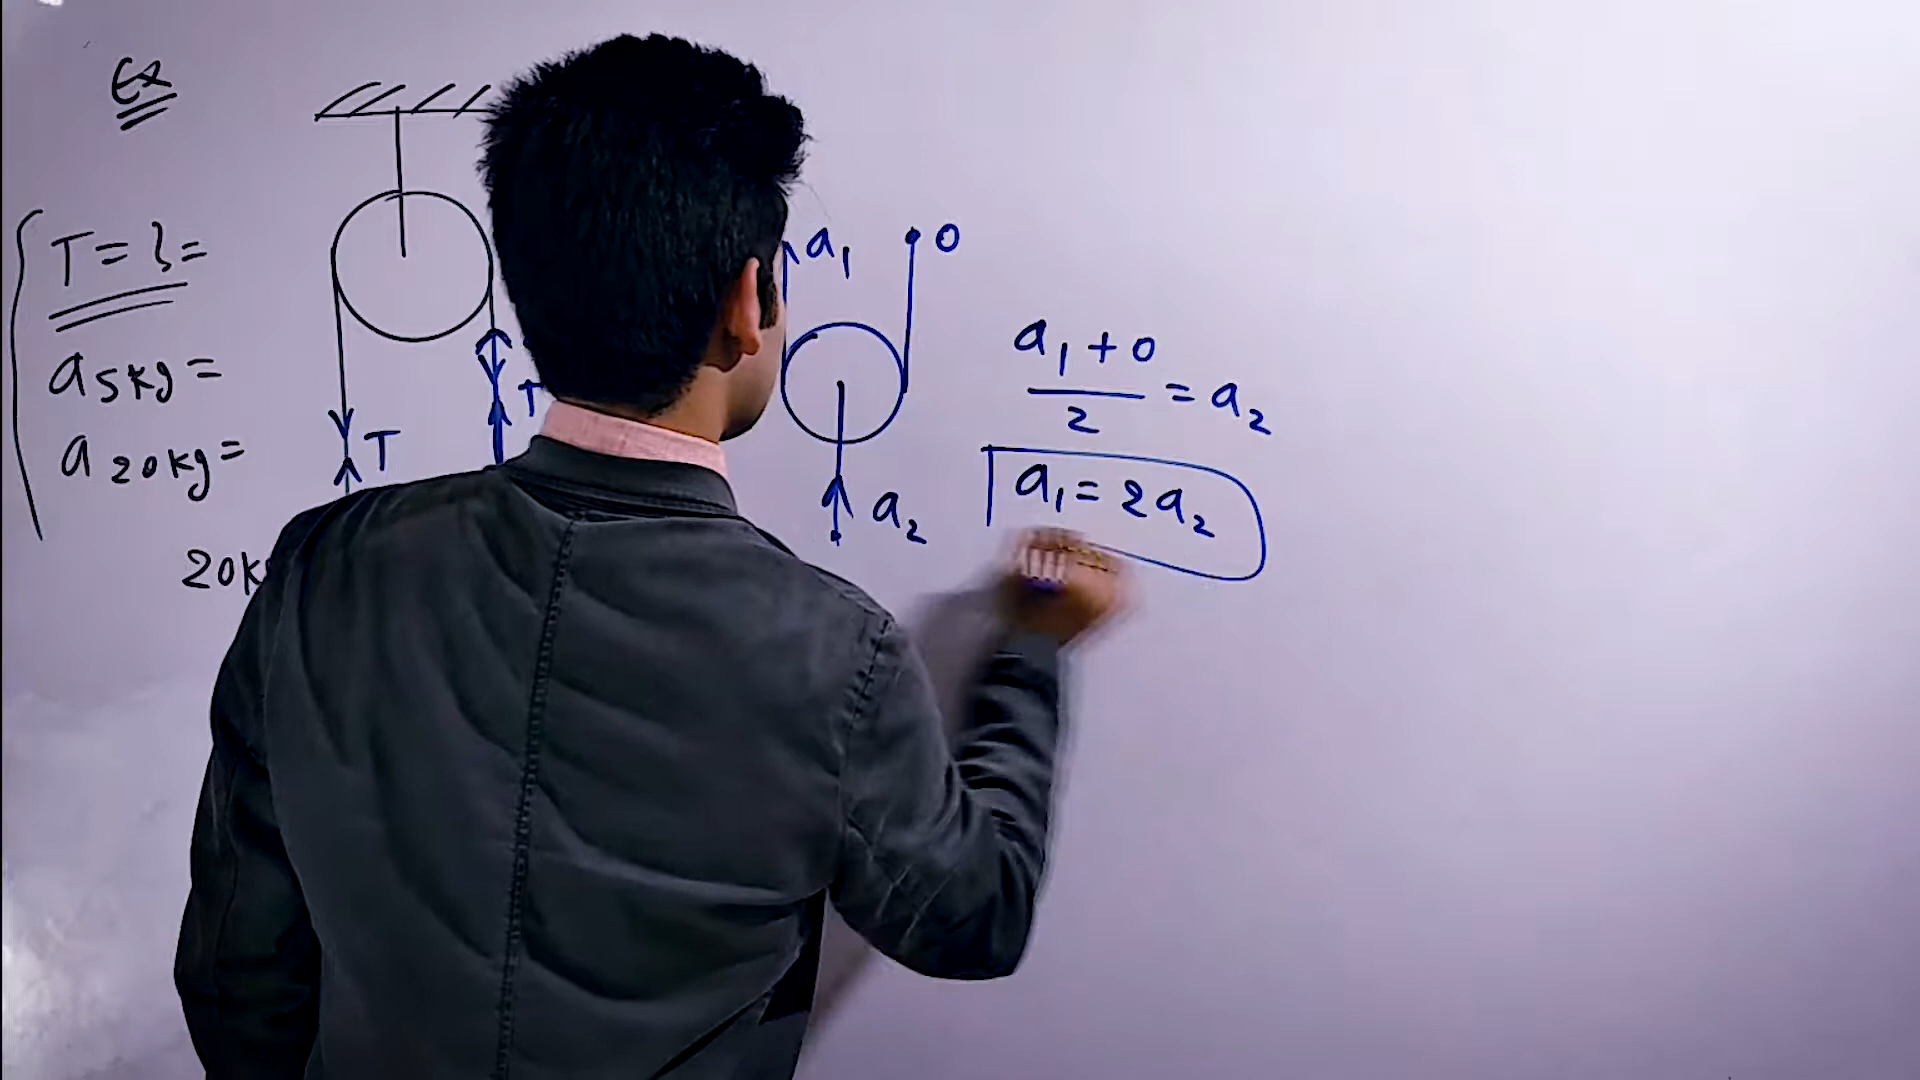 Ex
T =
a 5kg =
a 20kg =
T
T
20k
a₁
0
a₂
a₁ + 0
2
= a₂
a₁ = 2a₂